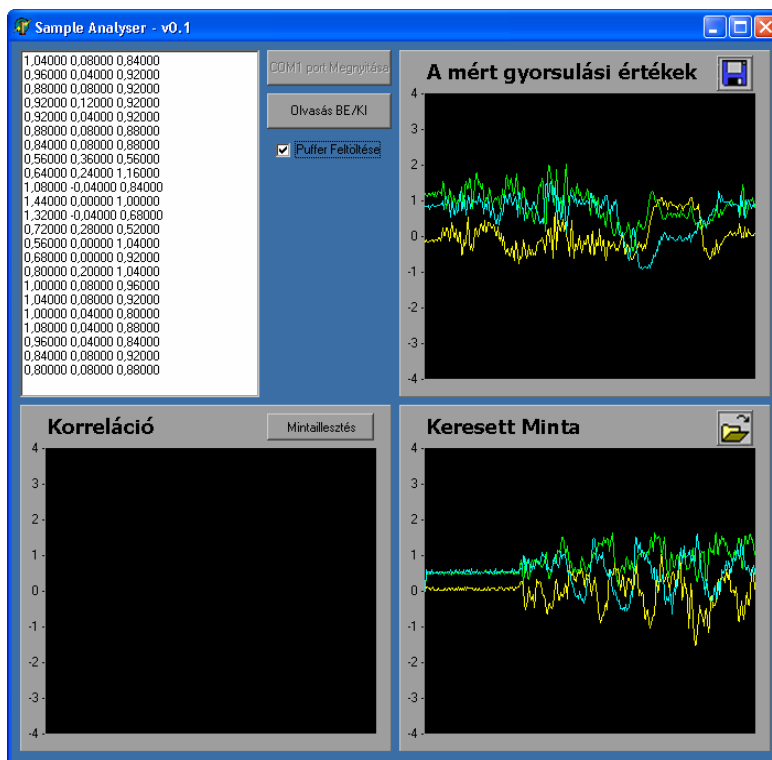 Sample Analyser - v0.1
1,04000 0,08000 0,84000
0,96000 0,04000 0,92000
0,88000 0,08000 0,92000
0,92000 0,12000 0,92000
0,92000 0,04000 0,92000
0,88000 0,08000 0,88000
0,84000 0,08000 0,88000
0,56000 0,36000 0,56000
0,64000 0,24000 1,16000
1,08000 -0,04000 0,84000
1,44000 0,00000 1,00000
1,32000 -0,04000 0,68000
0,72000 0,28000 0,52000
0,56000 0,00000 1,04000
0,68000 0,00000 0,92000
0,80000 0,20000 1,04000
1,00000 0,08000 0,96000
1,04000 0,08000 0,92000
1,00000 0,04000 0,80000
1,08000 0,04000 0,88000
0,96000 0,04000 0,84000
0,84000 0,08000 0,92000
0,80000 0,08000 0,88000
COM1 port Megnyitása
Olvasás BE/KI
Puffer Feltöltése
A mért gyorsulási értékek
4
3
2
1
0
-1
-2
-3
-4
Korreláció
Mintaillesztés
4
3
2
1
0
-1
-2
-3
-4
Keresett Minta
4
3
2
1
0
-1
-2
-3
-4